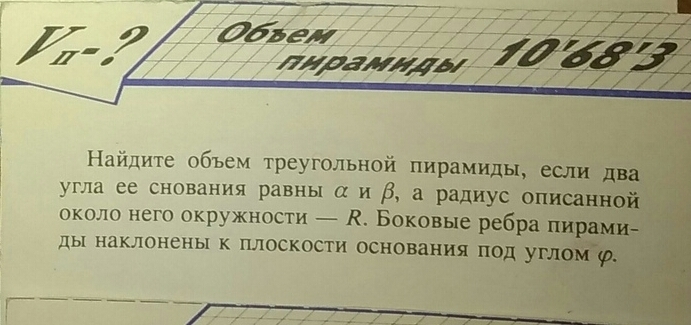 Vп-?
Объем
пирамиды
10'68'3
Найдите объем треугольной пирамиды, если два
угла ее снования равны α и β, а радиус описанной
около него окружности — R. Боковые ребра пирами-
ды наклонены к плоскости основания под углом φ.